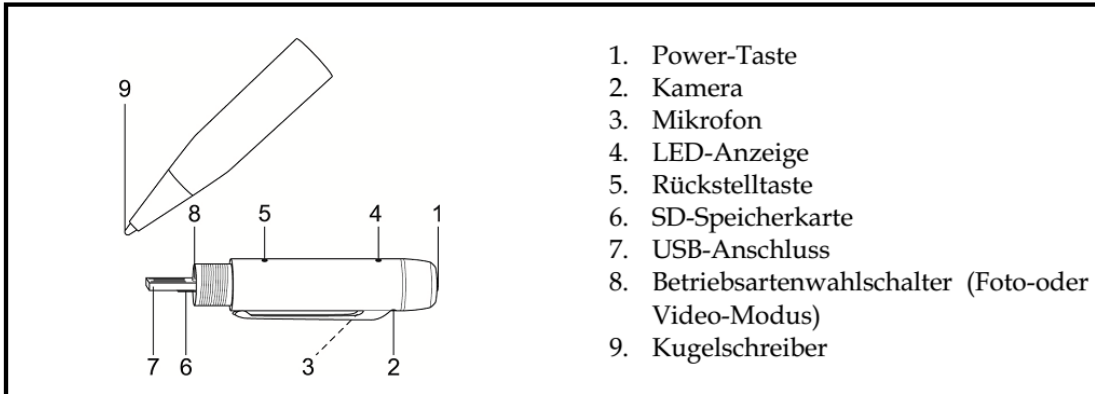 9
8
5
4
1
7
6
3
2
1. Power-Taste
2. Kamera
3. Mikrofon
4. LED-Anzeige
5. Rückstelltaste
6. SD-Speicherkarte
7. USB-Anschluss
8. Betriebsartenwahlschalter (Foto-oder
Video-Modus)
9. Kugelschreiber